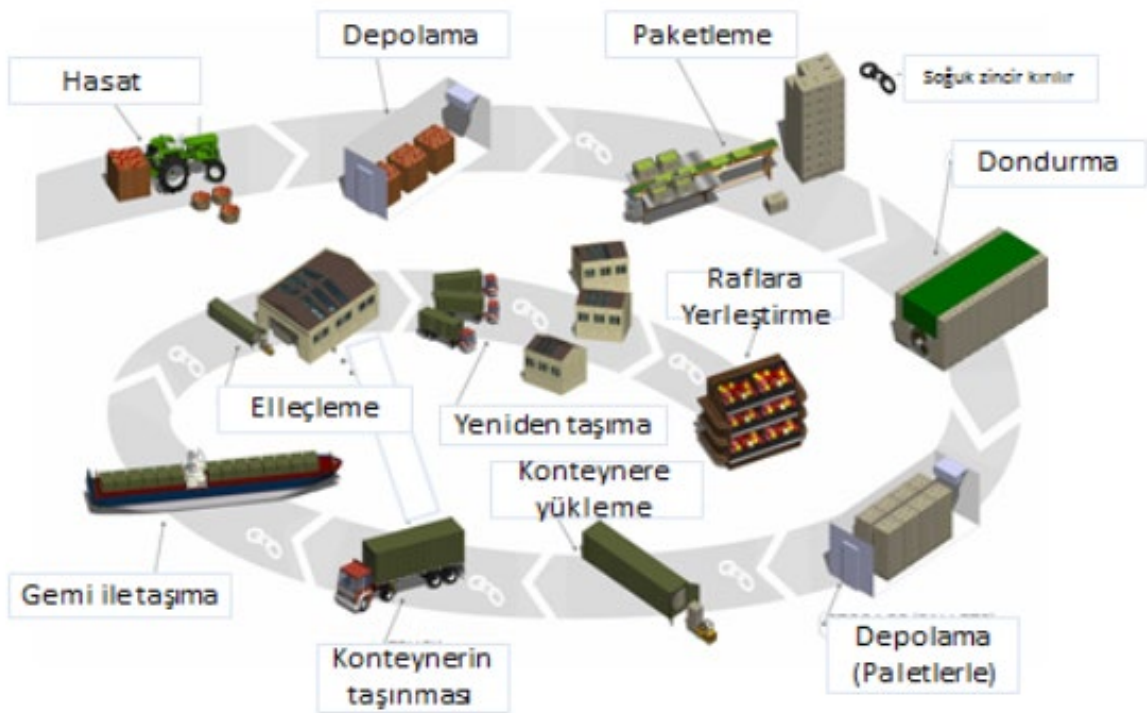 Hasat
Depolama
Paketleme
Soğuk zincir kırılır
Dondurma
Raflara
Yerleştirme
Elleçleme
Yeniden taşıma
Konteynere
yükleme
Gemi ile taşıma
Konteynerin
taşınması
Depolama
(Paletlerle)